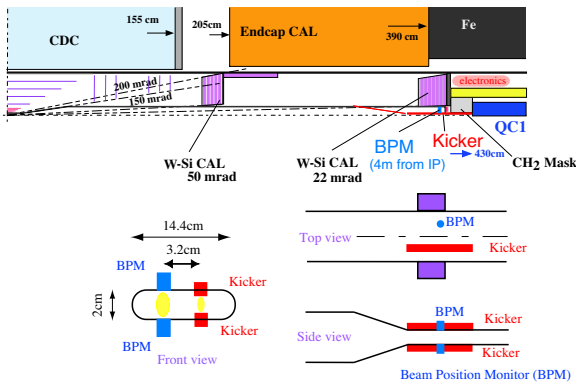 155 cm
205cm
CDC
Endcap CAL
390 cm
Fe
200 mrad
150 mrad
electronics
QC1
BPM
(4m from IP)
Kicker
430cm
W-Si CAL
50 mrad
W-Si CAL
22 mrad
CH2 Mask
14.4cm
3.2cm
BPM
Kicker
2cm
BPM
Kicker
Front view
Top view
BPM
Kicker
Side view
BPM
Kicker
Kicker
Beam Position Monitor (BPM)